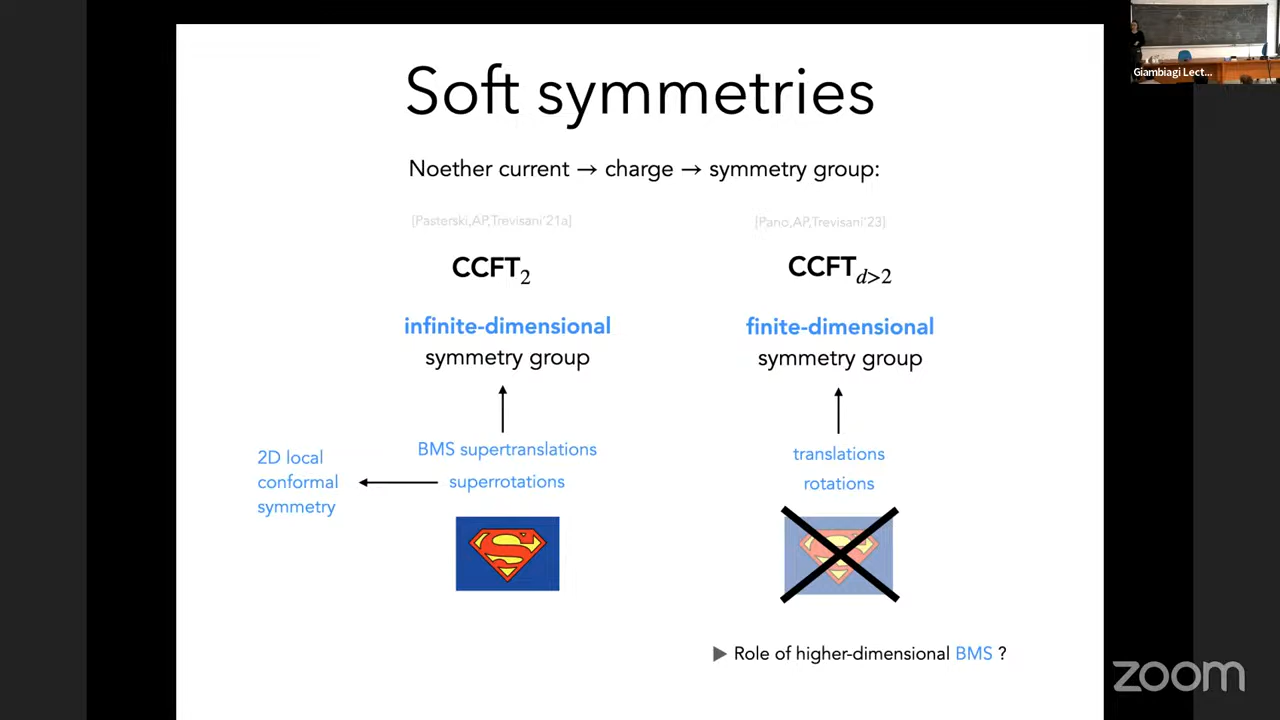 Soft symmetries
Noether current → charge → symmetry group:
[Pasterski,AP,Trevisani'21a]
[Pano,AP,Trevisani'23]
CCFT2
CCFTd>2
infinite-dimensional
symmetry group
finite-dimensional
symmetry group
BMS supertranslations
superrotations
2D local
conformal
symmetry
translations
rotations
▶ Role of higher-dimensional BMS ?
Giambiagi Lect...
zoom